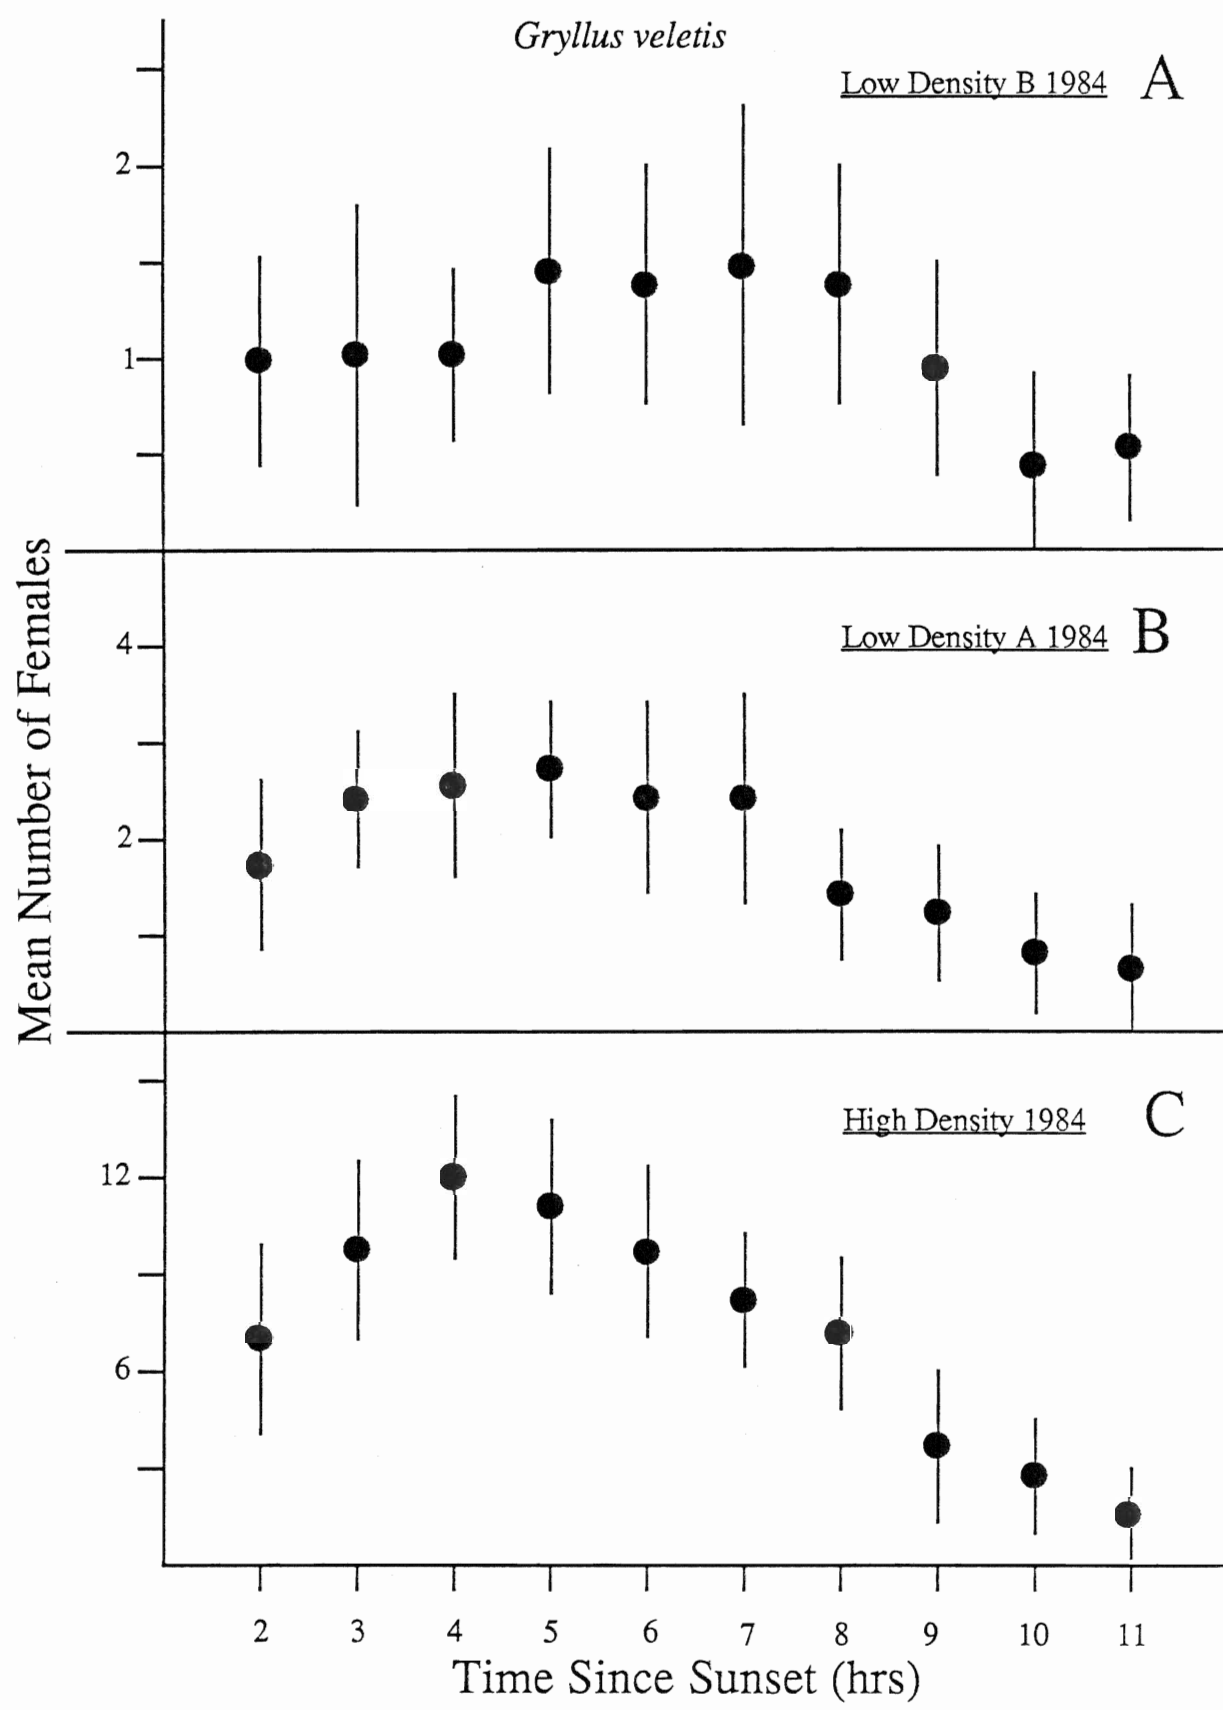 Gryllus veletis
Low Density B 1984
A
2
1
Low Density A 1984
B
4
2
Mean Number of Females
High Density 1984
C
12
6
2 3 4 5 6 7 8 9 10 11
Time Since Sunset (hrs)